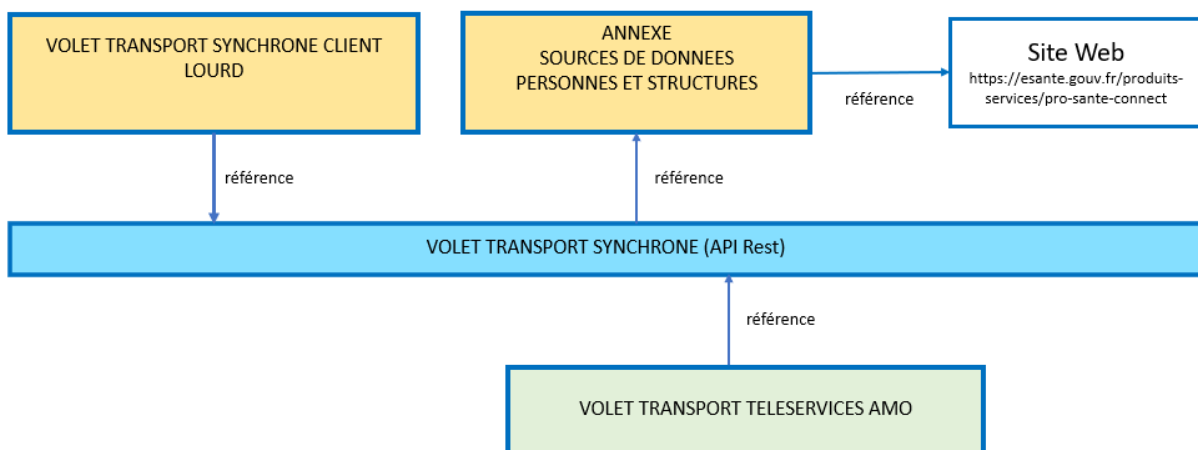 VOLET TRANSPORT SYNCHRONE CLIENT
LOURD
ANNEXE
SOURCES DE DONNEES
PERSONNES ET STRUCTURES
Site Web
https://esante.gouv.fr/produits-
services/pro-sante-connect
référence
référence
référence
VOLET TRANSPORT SYNCHRONE (API Rest)
référence
VOLET TRANSPORT TELESERVICES AMO